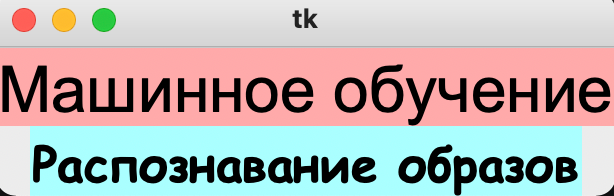 tk
Машинное обучение
Распознавание образов